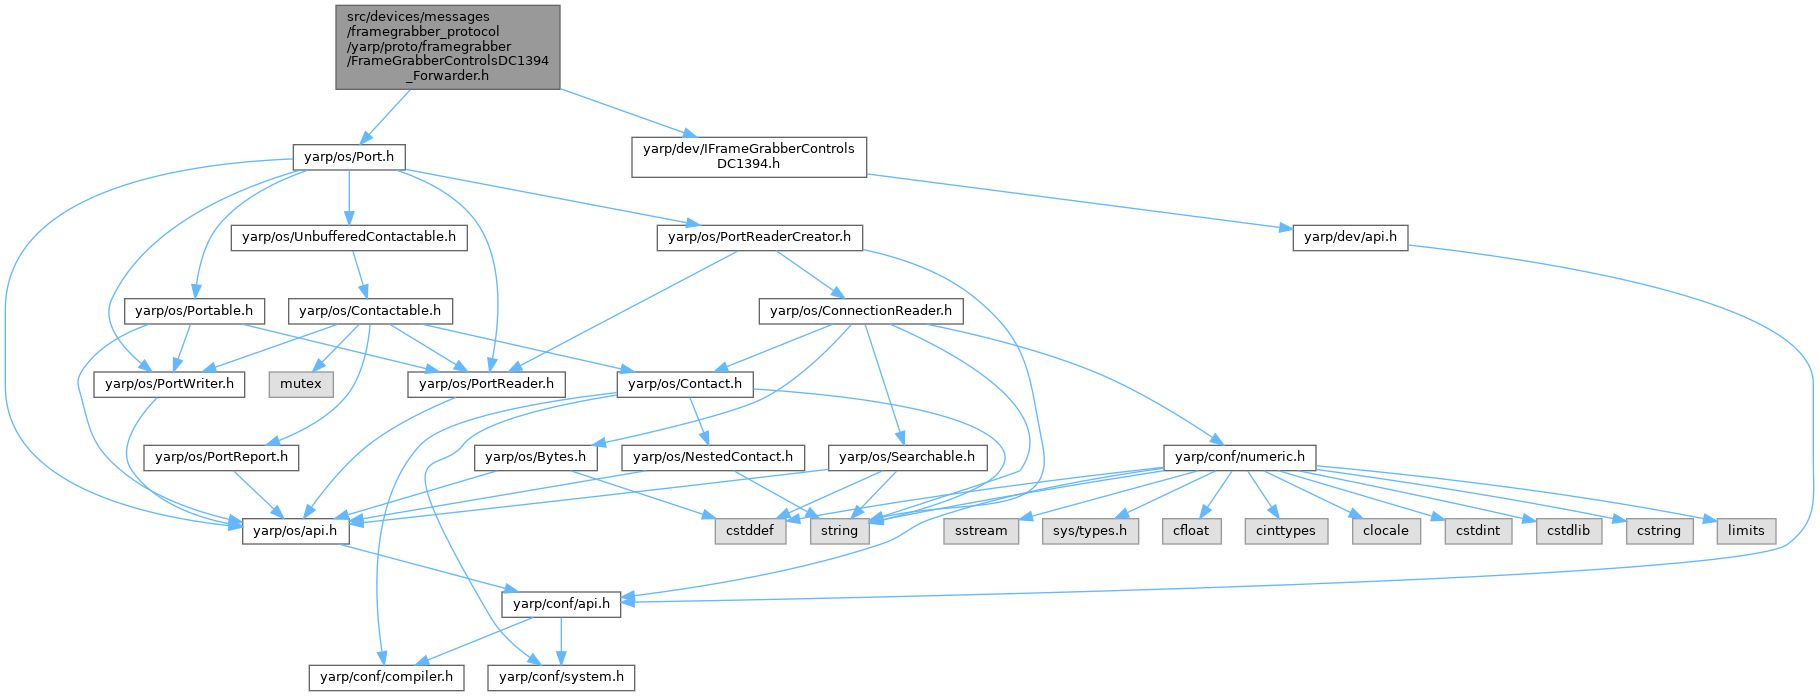 src/devices/messages
/framegrabber_protocol
/yarp/proto/framegrabber
/FrameGrabberControlsDC1394
_Forwarder.h
yarp/os/Port.h
yarp/dev/IFrameGrabberControls
DC1394.h
yarp/os/UnbufferedContactable.h
yarp/os/PortReaderCreator.h
yarp/dev/api.h
yarp/os/Portable.h
yarp/os/Contactable.h
yarp/os/ConnectionReader.h
yarp/os/PortWriter.h
mutex
yarp/os/PortReader.h
yarp/os/Contact.h
yarp/os/PortReport.h
yarp/os/Bytes.h
yarp/os/NestedContact.h
yarp/os/Searchable.h
yarp/conf/numeric.h
yarp/os/api.h
cstddef
string
sstream
sys/types.h
cfloat
cinttypes
clocale
cstdint
cstdlib
cstring
limits
yarp/conf/api.h
yarp/conf/compiler.h
yarp/conf/system.h